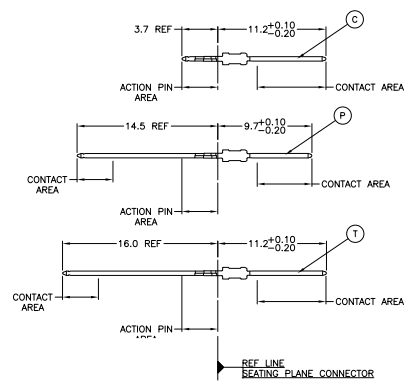 3.7 REF
11.2 +0.10 -0.20
C
ACTION PIN AREA
CONTACT AREA
14.5 REF
9.7 +0.10 -0.20
P
CONTACT AREA
CONTACT AREA
ACTION PIN AREA
16.0 REF
11.2 +0.10 -0.20
T
CONTACT AREA
CONTACT AREA
ACTION PIN
REF LINE
SEATING PLANE CONNECTOR